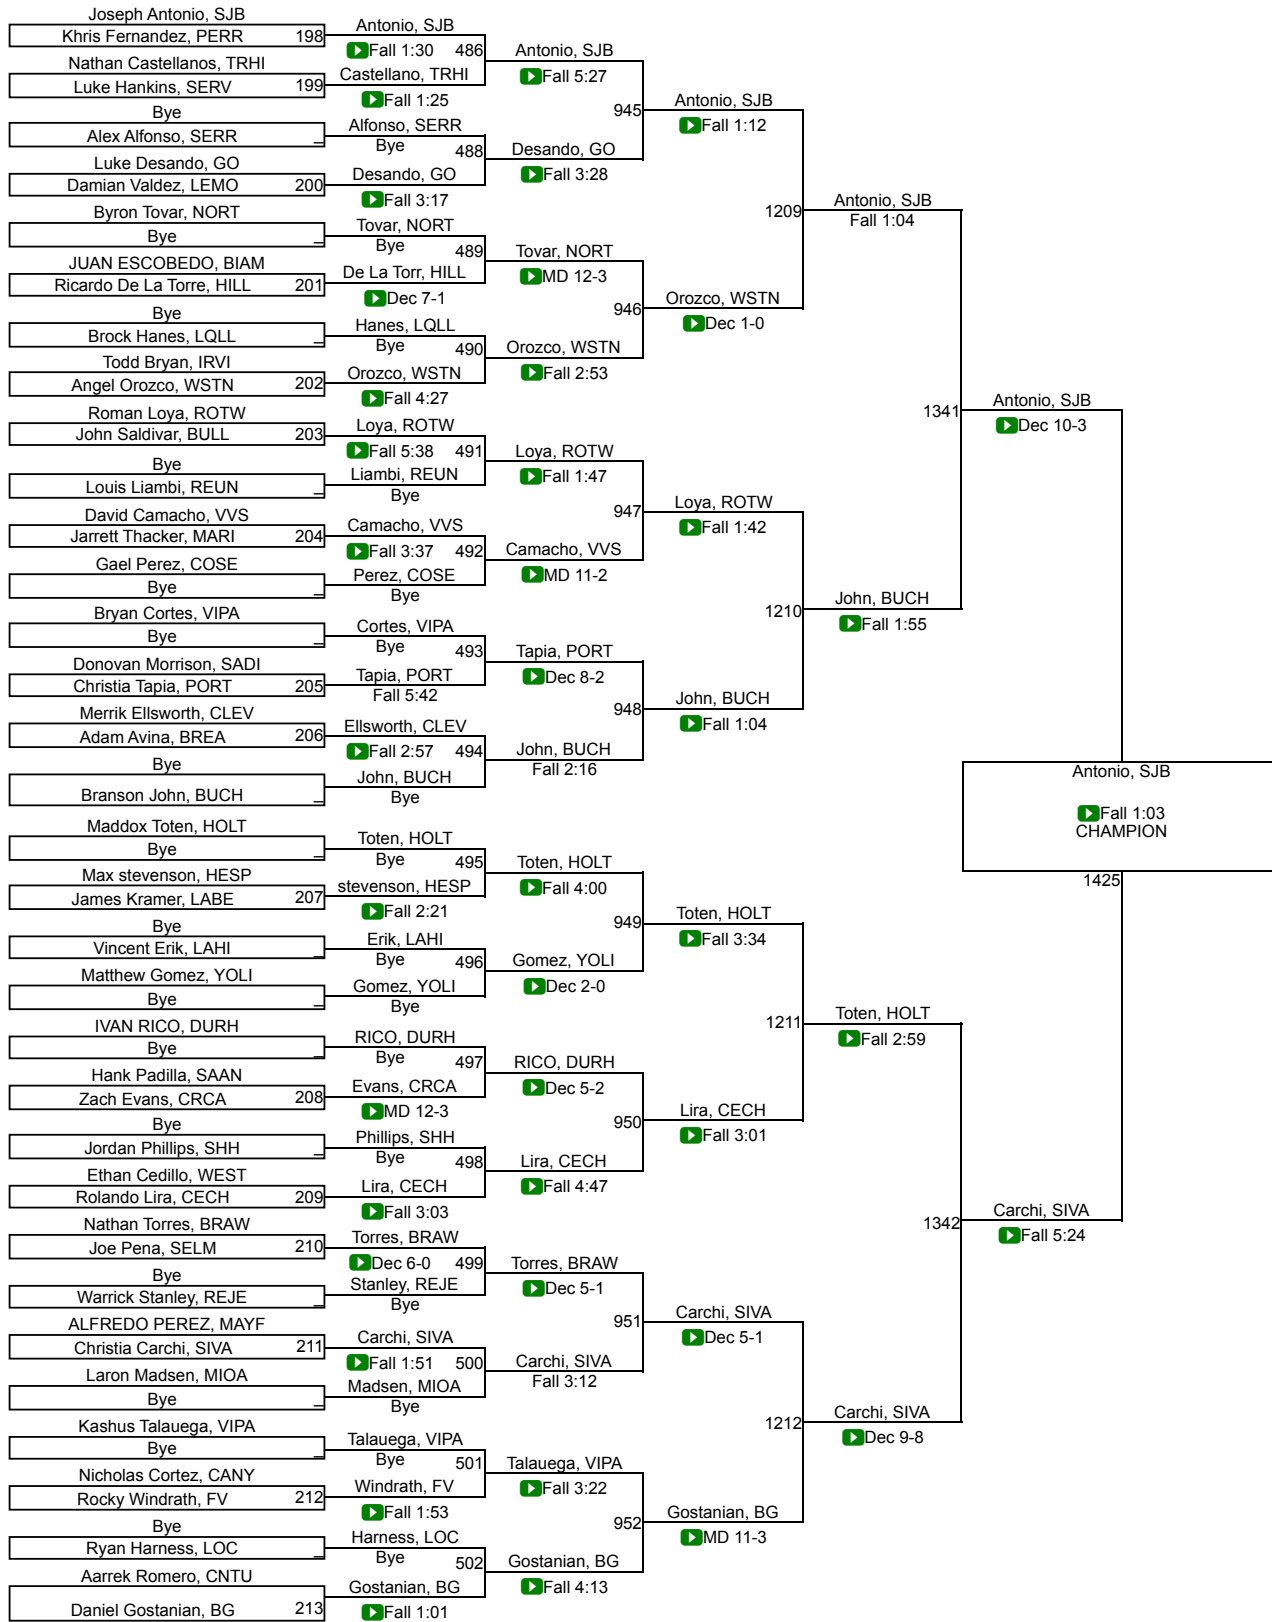 Joseph Antonio, SJB
Khris Fernandez, PERR 198
Nathan Castellanos, TRHI
Luke Hankins, SERV 199
Bye
Alex Alfonso, SERR _
Luke Desando, GO
Damian Valdez, LEMO 200
Byron Tovar, NORT
Bye _
JUAN ESCOBEDO, BIAM
Ricardo De La Torre, HILL 201
Bye
Brock Hanes, LQLL _
Todd Bryan, IRVI
Angel Orozco, WSTN 202
Roman Loya, ROTW
John Saldivar, BULL 203
Bye
Louis Liambi, REUN _
David Camacho, VVS
Jarrett Thacker, MARI 204
Gael Perez, COSE
Bye _
Bryan Cortes, VIPA
Bye _
Donovan Morrison, SADI
Christia Tapia, PORT 205
Merrik Ellsworth, CLEV
Adam Avina, BREA 206
Bye
Branson John, BUCH _
Maddox Toten, HOLT
Bye _
Max stevenson, HESP
James Kramer, LABE 207
Bye
Vincent Erik, LAHI _
Matthew Gomez, YOLI
Bye _
IVAN RICO, DURH
Bye _
Hank Padilla, SAAN
Zach Evans, CRCA 208
Bye
Jordan Phillips, SHH _
Ethan Cedillo, WEST
Rolando Lira, CECH 209
Nathan Torres, BRAW
Joe Pena, SELM 210
Bye
Warrick Stanley, REJE _
ALFREDO PEREZ, MAYF
Christia Carchi, SIVA 211
Laron Madsen, MIOA
Bye _
Kashus Talauega, VIPA
Bye _
Nicholas Cortez, CANY
Rocky Windrath, FV 212
Bye
Ryan Harness, LOC _
Aarrek Romero, CNTU
Daniel Gostanian, BG 213
Antonio, SJB
Fall 1:30 486
Castellano, TRHI
Fall 1:25
Alfonso, SERR
Bye 488
Desando, GO
Fall 3:17
Tovar, NORT
Bye 489
De La Torr, HILL
Dec 7-1
Hanes, LQLL
Bye 490
Orozco, WSTN
Fall 4:27
Loya, ROTW
Fall 5:38 491
Liambi, REUN
Bye
Camacho, VVS
Fall 3:37 492
Perez, COSE
Bye
Cortes, VIPA
Bye 493
Tapia, PORT
Fall 5:42
Ellsworth, CLEV
Fall 2:57 494
John, BUCH
Bye
Toten, HOLT
Bye 495
stevenson, HESP
Fall 2:21
Erik, LAHI
Bye 496
Gomez, YOLI
Bye
RICO, DURH
Bye 497
Evans, CRCA
MD 12-3
Phillips, SHH
Bye 498
Lira, CECH
Fall 3:03
Torres, BRAW
Dec 6-0 499
Stanley, REJE
Bye
Carchi, SIVA
Fall 1:51 500
Madsen, MIOA
Bye
Talauega, VIPA
Bye 501
Windrath, FV
Fall 1:53
Harness, LOC
Bye 502
Gostanian, BG
Fall 1:01
Antonio, SJB
Fall 5:27
945
Desando, GO
Fall 3:28
Tovar, NORT
MD 12-3
946
Orozco, WSTN
Fall 2:53
Loya, ROTW
Fall 1:47
947
Camacho, VVS
MD 11-2
Tapia, PORT
Dec 8-2
948
John, BUCH
Fall 2:16
Toten, HOLT
Fall 4:00
949
Gomez, YOLI
Dec 2-0
RICO, DURH
Dec 5-2
950
Lira, CECH
Fall 4:47
Torres, BRAW
Dec 5-1
951
Carchi, SIVA
Fall 3:12
Talauega, VIPA
Fall 3:22
952
Gostanian, BG
Fall 4:13
Antonio, SJB
Fall 1:12
1209
Orozco, WSTN
Dec 1-0
Loya, ROTW
Fall 1:42
1210
John, BUCH
Fall 1:04
Toten, HOLT
Fall 3:34
1211
Lira, CECH
Fall 3:01
Carchi, SIVA
Dec 5-1
1212
Gostanian, BG
MD 11-3
Antonio, SJB
Fall 1:04
1341
John, BUCH
Fall 1:55
Toten, HOLT
Fall 2:59
1342
Carchi, SIVA
Dec 9-8
Antonio, SJB
Dec 10-3
Antonio, SJB
Fall 1:03
CHAMPION
1425
Carchi, SIVA
Fall 5:24